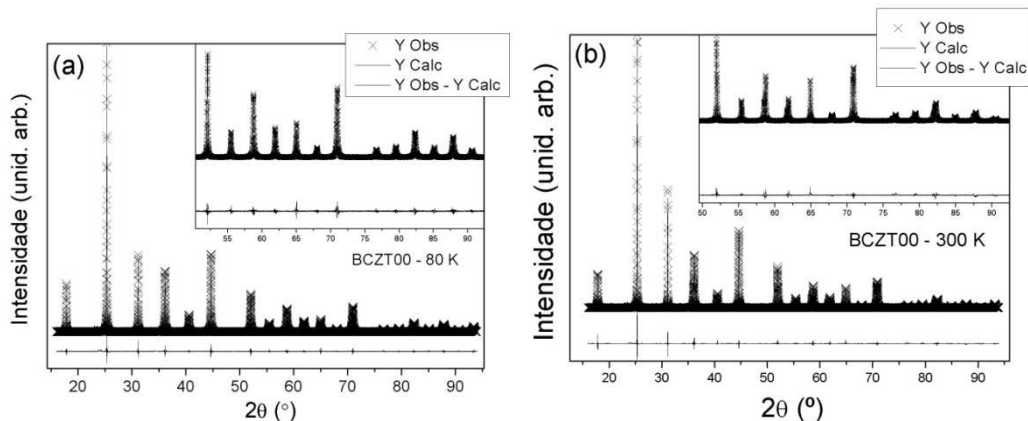 (a)
Y Obs
Y Calc
Y Obs - Y Calc
Intensidade (unid. arb.)
55 60 65 70 75 80 85 90
BCZT00 - 80 K
20 30 40 50 60 70 80 90
2θ (°)
(b)
Y Obs
Y Calc
Y Obs - Y Calc
Intensidade (unid. arb.)
50 55 60 65 70 75 80 85 90
BCZT00 - 300 K
20 30 40 50 60 70 80 90
2θ (º)